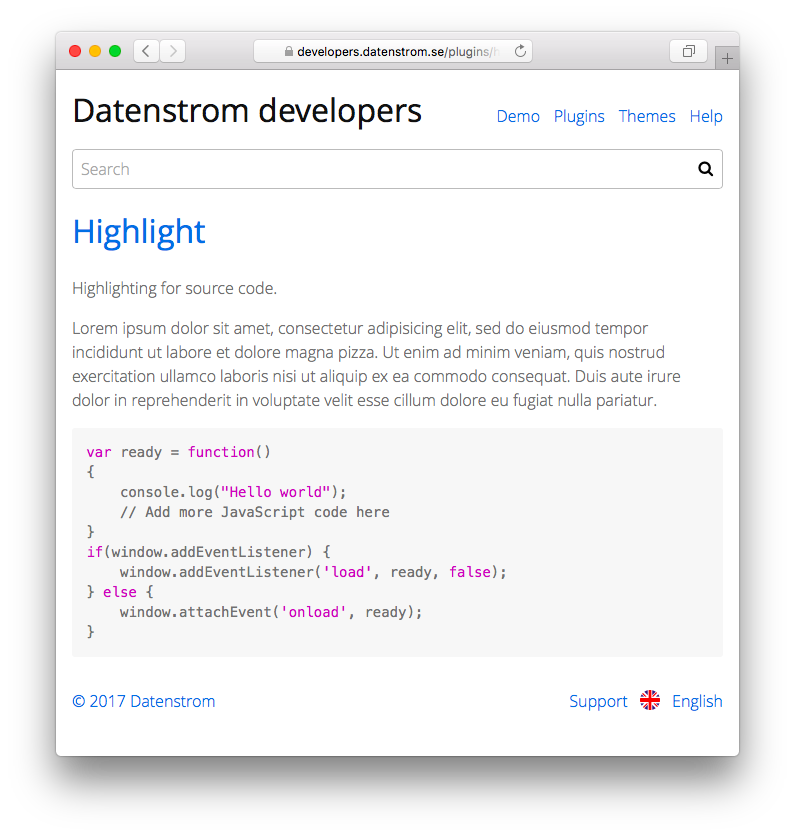 developers.datenstrom.se/plugins/
Datenstrom developers
Demo Plugins Themes Help
Search
Highlight
Highlighting for source code.
Lorem ipsum dolor sit amet, consectetur adipisicing elit, sed do eiusmod tempor
incididunt ut labore et dolore magna pizza. Ut enim ad minim veniam, quis nostrud
exercitation ullamco laboris nisi ut aliquip ex ea commodo consequat. Duis aute irure
dolor in reprehenderit in voluptate velit esse cillum dolore eu fugiat nulla pariatur.
var ready = function()
{
    console.log("Hello world");
    // Add more JavaScript code here
}
if(window.addEventListener) {
    window.addEventListener('load', ready, false);
} else {
    window.attachEvent('onload', ready);
}
© 2017 Datenstrom
Support English